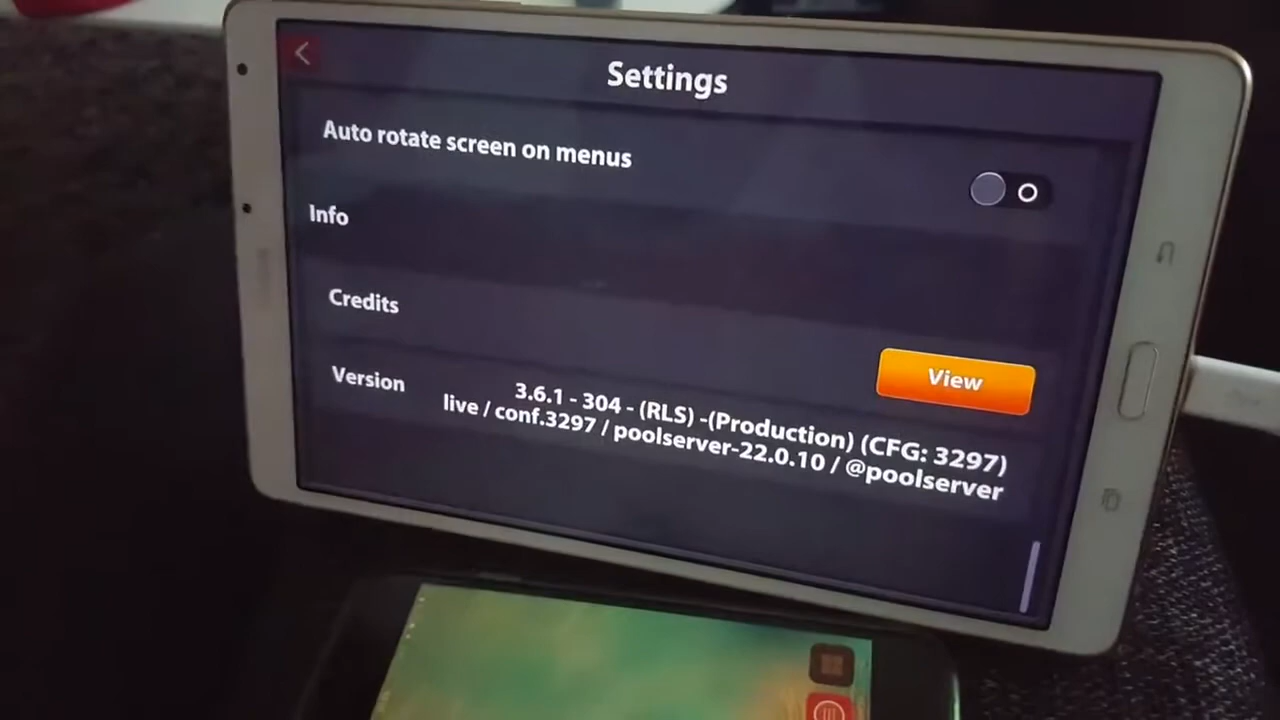 Settings
Auto rotate screen on menus
Info
Credits
View
Version
3.6.1 - 304 - (RLS) -(Production) (CFG: 3297)
live / conf.3297 / poolserver-22.0.10 / @poolserver